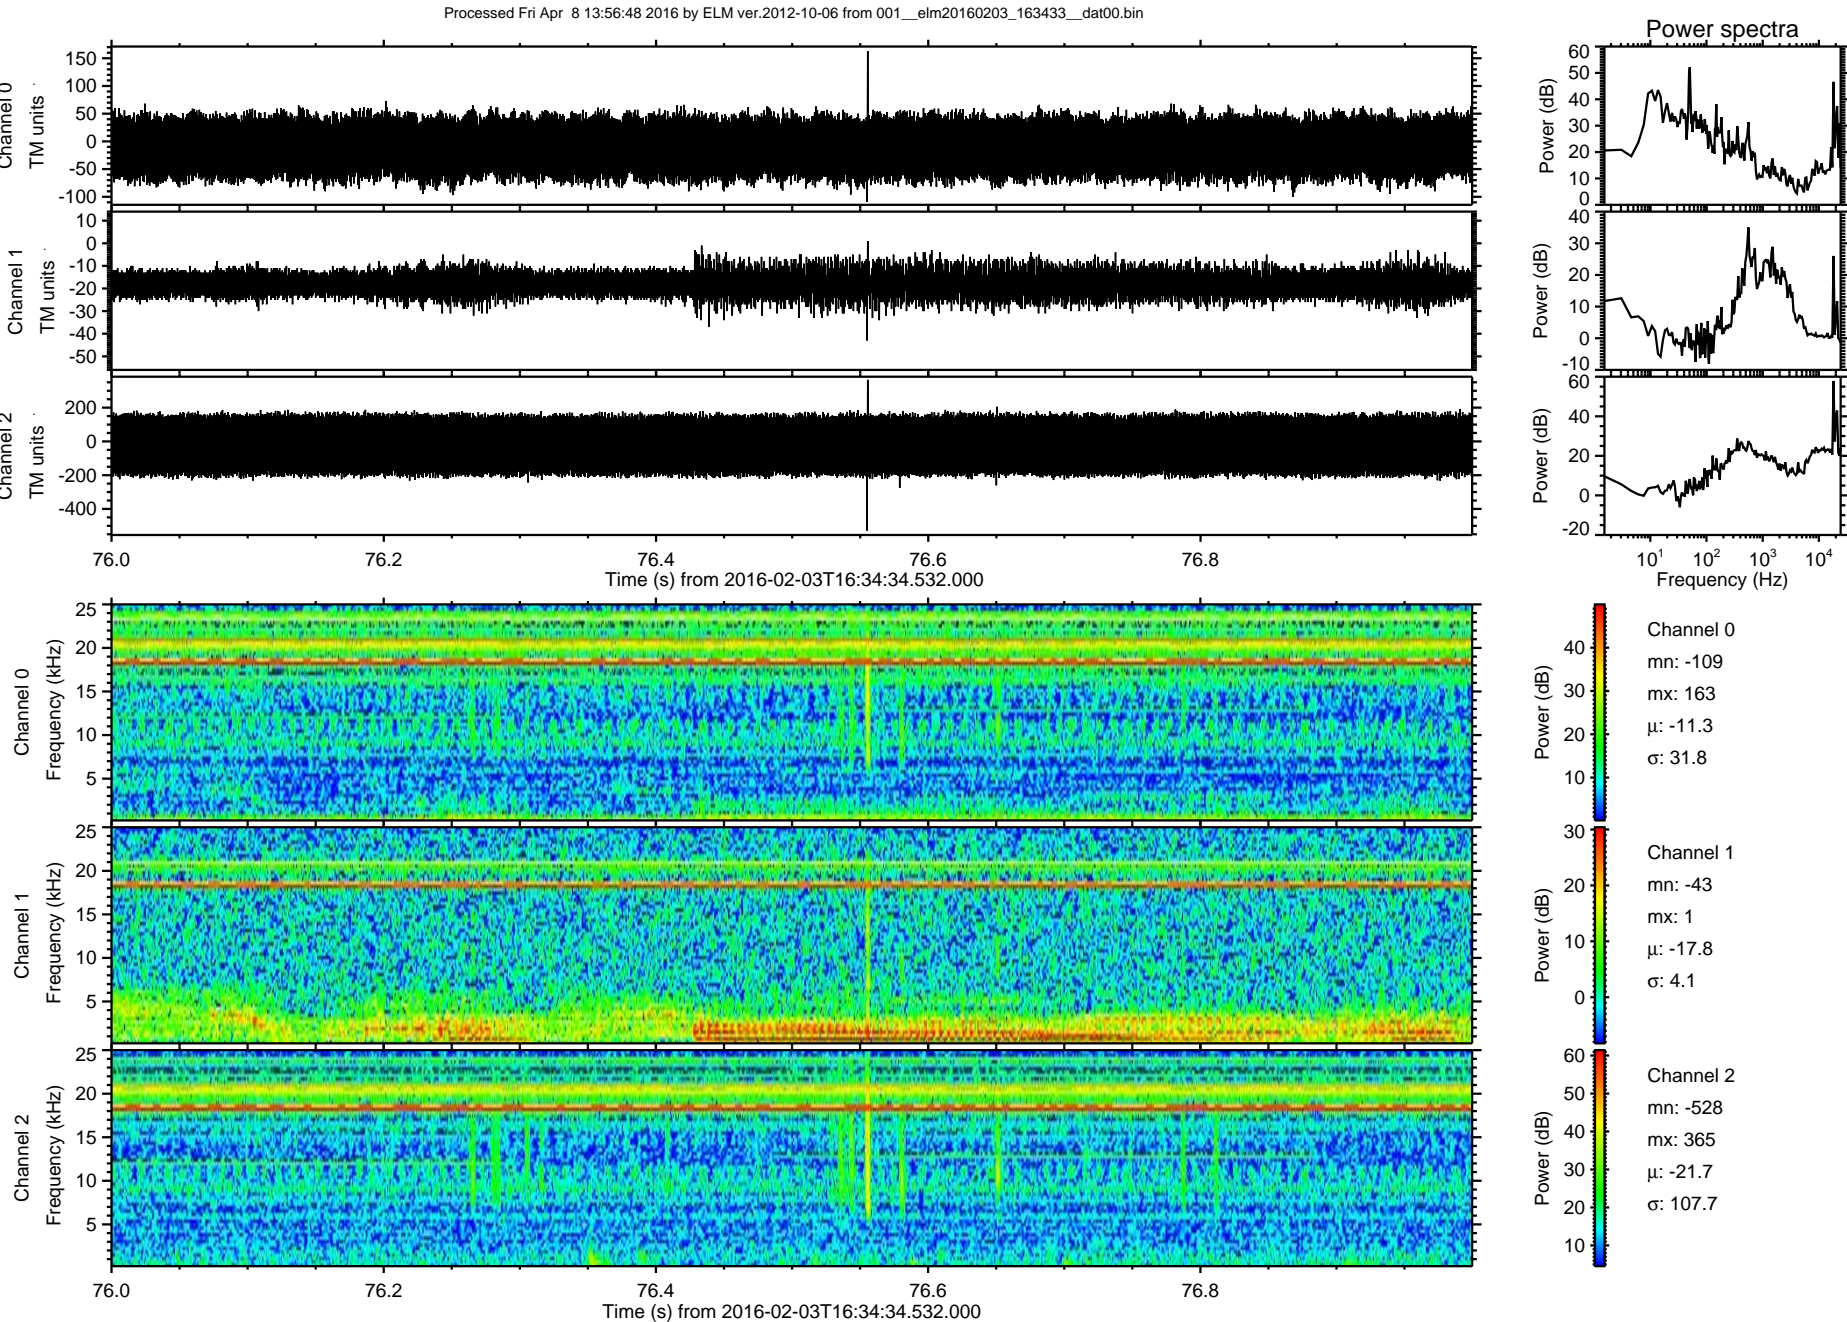 Processed Fri Apr  8 13:56:48 2016 by ELM ver.2012-10-06 from 001__elm20160203_163433__dat00.bin
Power spectra
Channel 0
TM units
150
100
50
0
-50
-100
Power (dB)
60
50
40
30
20
10
0
Channel 1
TM units
10
0
-10
-20
-30
-40
-50
Power (dB)
40
30
20
10
0
-10
Channel 2
TM units
200
0
-200
-400
Power (dB)
60
40
20
0
-20
76.0 76.2 76.4 76.6 76.8
Time (s) from 2016-02-03T16:34:34.532.000
10^1 10^2 10^3 10^4
Frequency (Hz)
Channel 0
Frequency (kHz)
25
20
15
10
5
Power (dB)
40
30
20
10
Channel 0
mn: -109
mx: 163
μ: -11.3
σ: 31.8
Channel 1
Frequency (kHz)
25
20
15
10
5
Power (dB)
30
20
10
0
Channel 1
mn: -43
mx: 1
μ: -17.8
σ: 4.1
Channel 2
Frequency (kHz)
25
20
15
10
5
Power (dB)
60
50
40
30
20
10
Channel 2
mn: -528
mx: 365
μ: -21.7
σ: 107.7
76.0 76.2 76.4 76.6 76.8
Time (s) from 2016-02-03T16:34:34.532.000